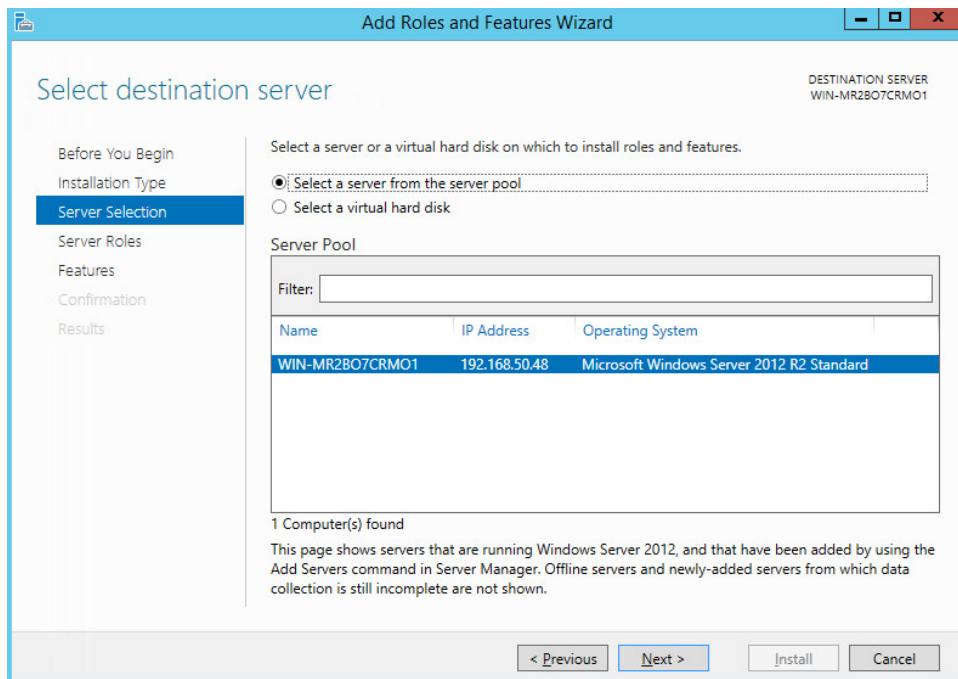 Add Roles and Features Wizard
Select destination server
DESTINATION SERVER
WIN-MR2BO7CRMO1
Before You Begin
Installation Type
Server Selection
Server Roles
Features
Confirmation
Results
Select a server or a virtual hard disk on which to install roles and features.
Select a server from the server pool
Select a virtual hard disk
Server Pool
Filter:
Name IP Address Operating System
WIN-MR2BO7CRMO1 192.168.50.48 Microsoft Windows Server 2012 R2 Standard
1 Computer(s) found
This page shows servers that are running Windows Server 2012, and that have been added by using the
Add Servers command in Server Manager. Offline servers and newly-added servers from which data
collection is still incomplete are not shown.
< Previous Next > Install Cancel